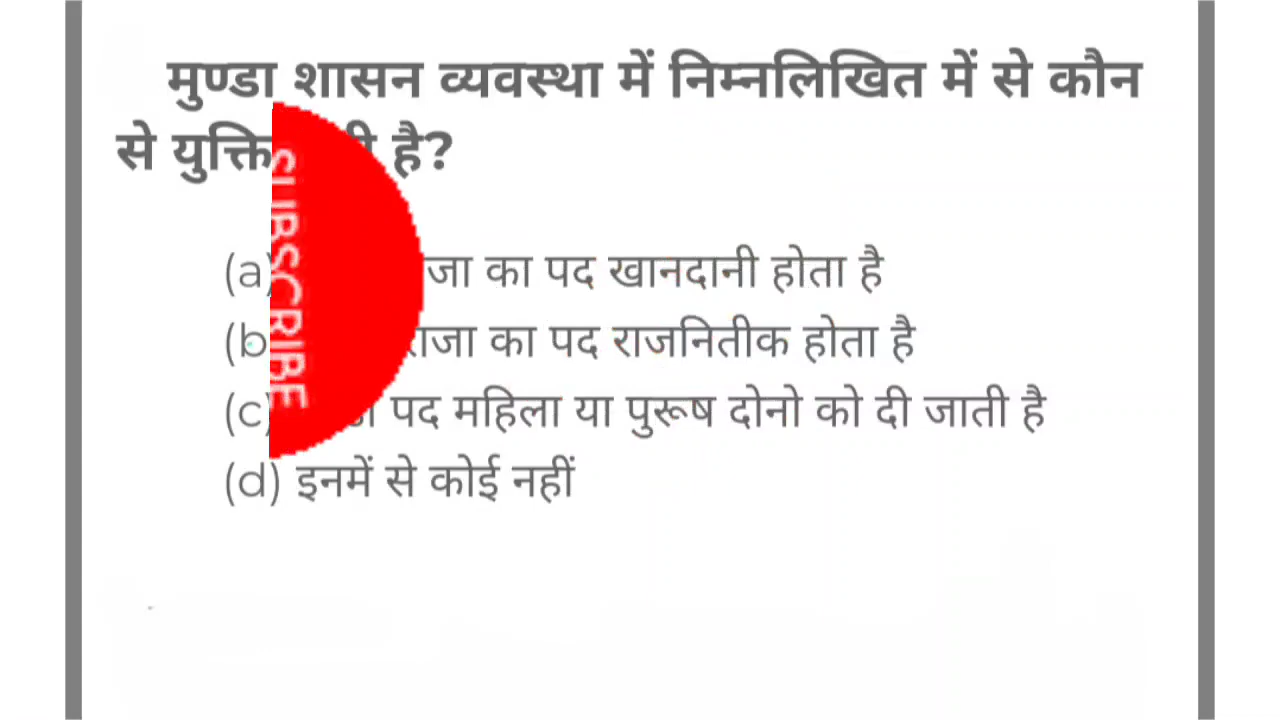 मुण्डा शासन व्यवस्था में निम्नलिखित में से कौन
से युक्ति है?
SUBSCRIBE
(a) का पद खानदानी होता है
(b का पद राजनितीक होता है
(c) पद महिला या पुरूष दोनो को दी जाती है
(d) इनमें से कोई नहीं